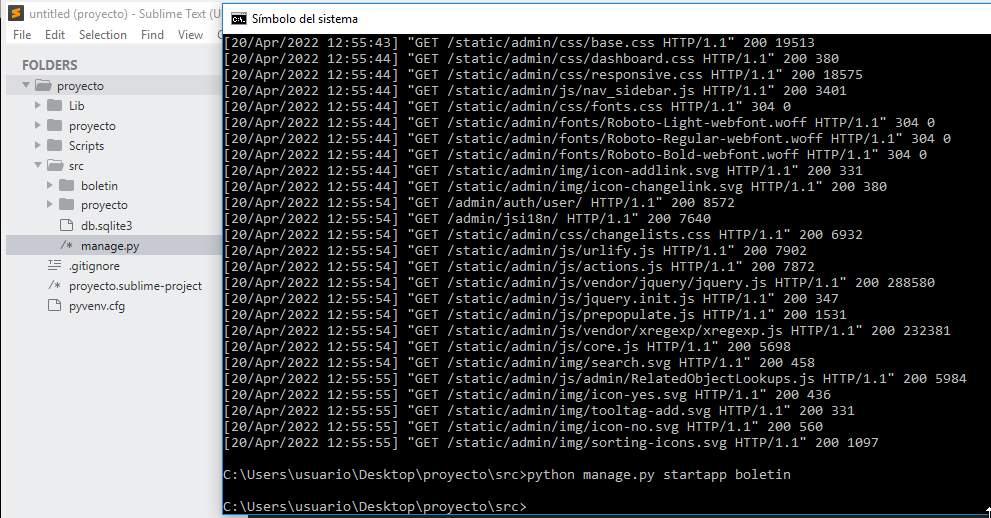 untitled (proyecto) - Sublime Text (U
File Edit Selection Find View
FOLDERS
proyecto
Lib
proyecto
Scripts
src
boletin
proyecto
db.sqlite3
/* manage.py
.gitignore
/* proyecto.sublime-project
pyvenv.cfg
Símbolo del sistema
[20/Apr/2022 12:55:43] "GET /static/admin/css/base.css HTTP/1.1" 200 19513
[20/Apr/2022 12:55:44] "GET /static/admin/css/dashboard.css HTTP/1.1" 200 380
[20/Apr/2022 12:55:44] "GET /static/admin/css/responsive.css HTTP/1.1" 200 18575
[20/Apr/2022 12:55:44] "GET /static/admin/js/nav_sidebar.js HTTP/1.1" 200 3401
[20/Apr/2022 12:55:44] "GET /static/admin/css/fonts.css HTTP/1.1" 304 0
[20/Apr/2022 12:55:44] "GET /static/admin/fonts/Roboto-Light-webfont.woff HTTP/1.1" 304 0
[20/Apr/2022 12:55:44] "GET /static/admin/fonts/Roboto-Regular-webfont.woff HTTP/1.1" 304 0
[20/Apr/2022 12:55:44] "GET /static/admin/fonts/Roboto-Bold-webfont.woff HTTP/1.1" 304 0
[20/Apr/2022 12:55:44] "GET /static/admin/img/icon-addlink.svg HTTP/1.1" 200 331
[20/Apr/2022 12:55:44] "GET /static/admin/img/icon-changelink.svg HTTP/1.1" 200 380
[20/Apr/2022 12:55:54] "GET /admin/auth/user/ HTTP/1.1" 200 8572
[20/Apr/2022 12:55:54] "GET /admin/jsi18n/ HTTP/1.1" 200 7640
[20/Apr/2022 12:55:54] "GET /static/admin/css/changelists.css HTTP/1.1" 200 6932
[20/Apr/2022 12:55:54] "GET /static/admin/js/urlify.js HTTP/1.1" 200 7902
[20/Apr/2022 12:55:54] "GET /static/admin/js/actions.js HTTP/1.1" 200 7872
[20/Apr/2022 12:55:54] "GET /static/admin/js/vendor/jquery/jquery.js HTTP/1.1" 200 288580
[20/Apr/2022 12:55:54] "GET /static/admin/js/jquery.init.js HTTP/1.1" 200 347
[20/Apr/2022 12:55:54] "GET /static/admin/js/prepopulate.js HTTP/1.1" 200 1531
[20/Apr/2022 12:55:54] "GET /static/admin/js/vendor/xregexp/xregexp.js HTTP/1.1" 200 232381
[20/Apr/2022 12:55:54] "GET /static/admin/js/core.js HTTP/1.1" 200 5698
[20/Apr/2022 12:55:54] "GET /static/admin/img/search.svg HTTP/1.1" 200 458
[20/Apr/2022 12:55:55] "GET /static/admin/js/admin/RelatedObjectLookups.js HTTP/1.1" 200 5984
[20/Apr/2022 12:55:55] "GET /static/admin/img/icon-yes.svg HTTP/1.1" 200 436
[20/Apr/2022 12:55:55] "GET /static/admin/img/tooltag-add.svg HTTP/1.1" 200 331
[20/Apr/2022 12:55:55] "GET /static/admin/img/icon-no.svg HTTP/1.1" 200 560
[20/Apr/2022 12:55:55] "GET /static/admin/img/sorting-icons.svg HTTP/1.1" 200 1097
C:\Users\usuario\Desktop\proyecto\src>python manage.py startapp boletin
C:\Users\usuario\Desktop\proyecto\src>